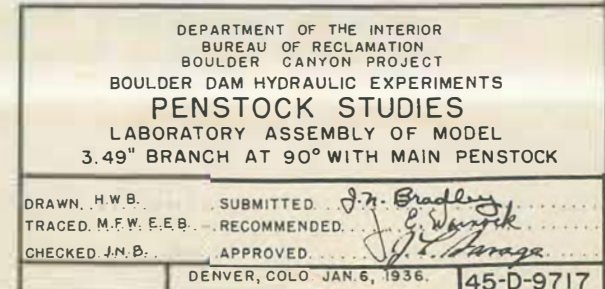 DEPARTMENT OF THE INTERIOR
BUREAU OF RECLAMATION
BOULDER CANYON PROJECT
BOULDER DAM HYDRAULIC EXPERIMENTS
PENSTOCK STUDIES
LABORATORY ASSEMBLY OF MODEL
3.49" BRANCH AT 90° WITH MAIN PENSTOCK
DRAWN. H.W.B. SUBMITTED J.N. Bradley
TRACED. M.F.W. E.E.B. RECOMMENDED. E. Warnock
CHECKED. J.N.B. APPROVED J.L. Savage
DENVER, COLO. JAN. 6, 1936. 45-D-9717